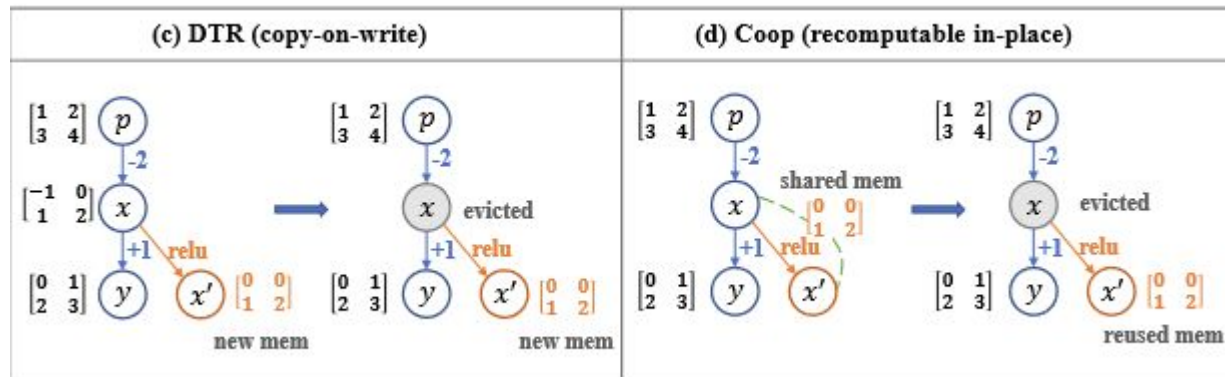 (c) DTR (copy-on-write)
[1 2
3 4]
p
-2
[−1 0
1 2]
x
+1
relu
[0 1
2 3]
y
x′
[0 0
1 2]
new mem
[1 2
3 4]
p
-2
x
evicted
+1
relu
[0 1
2 3]
y
x′
[0 0
1 2]
new mem
(d) Coop (recomputable in-place)
[1 2
3 4]
p
-2
shared mem
x
[0 0
1 2]
+1
relu
[0 1
2 3]
y
x′
[1 2
3 4]
p
-2
x
evicted
+1
relu
[0 1
2 3]
y
x′
[0 0
1 2]
reused mem